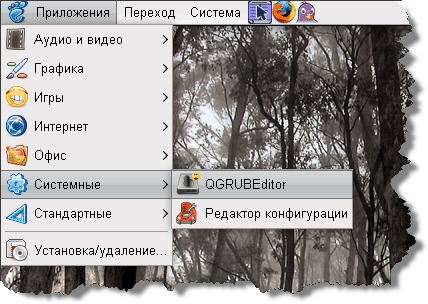 Приложения Переход Система
Аудио и видео
Графика
Игры
Интернет
Офис
Системные
QGRUBEditor
Стандартные
Редактор конфигурации
Установка/удаление...